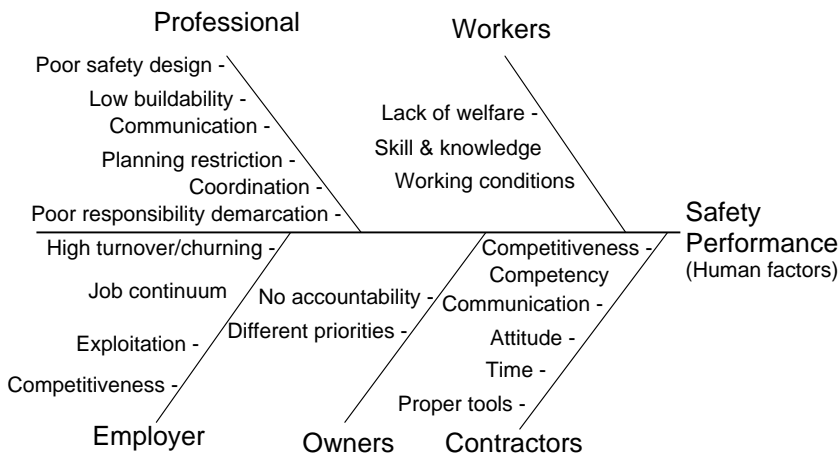 Professional
Workers
Poor safety design -
Low buildability -
Communication -
Planning restriction -
Coordination -
Poor responsibility demarcation -
Lack of welfare -
Skill & knowledge
Working conditions
Safety
Performance
(Human factors)
High turnover/churning -
Job continuum
Exploitation -
Competitiveness -
Employer
No accountability -
Different priorities -
Owners
Competitiveness -
Competency
Communication -
Attitude -
Time -
Proper tools -
Contractors